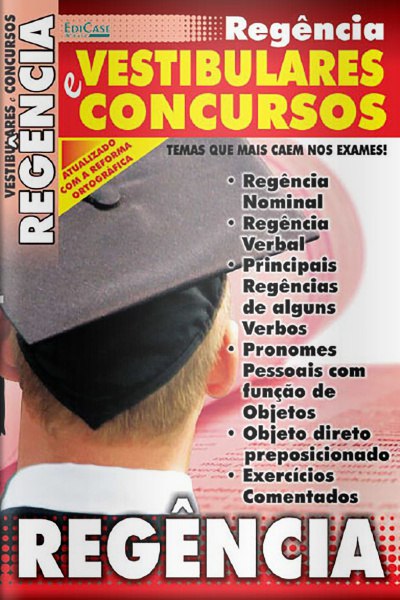 VESTIBULARES e CONCURSOS
REGÊNCIA
EDICASE
Regência
e VESTIBULARES
CONCURSOS
ATUALIZADO
COM A REFORMA
ORTOGRÁFICA
TEMAS QUE MAIS CAEM NOS EXAMES!
• Regência
Nominal
• Regência
Verbal
• Principais
Regências
de alguns
Verbos
• Pronomes
Pessoais com
função de
Objetos
• Objeto direto
preposicionado
• Exercícios
Comentados
REGÊNCIA